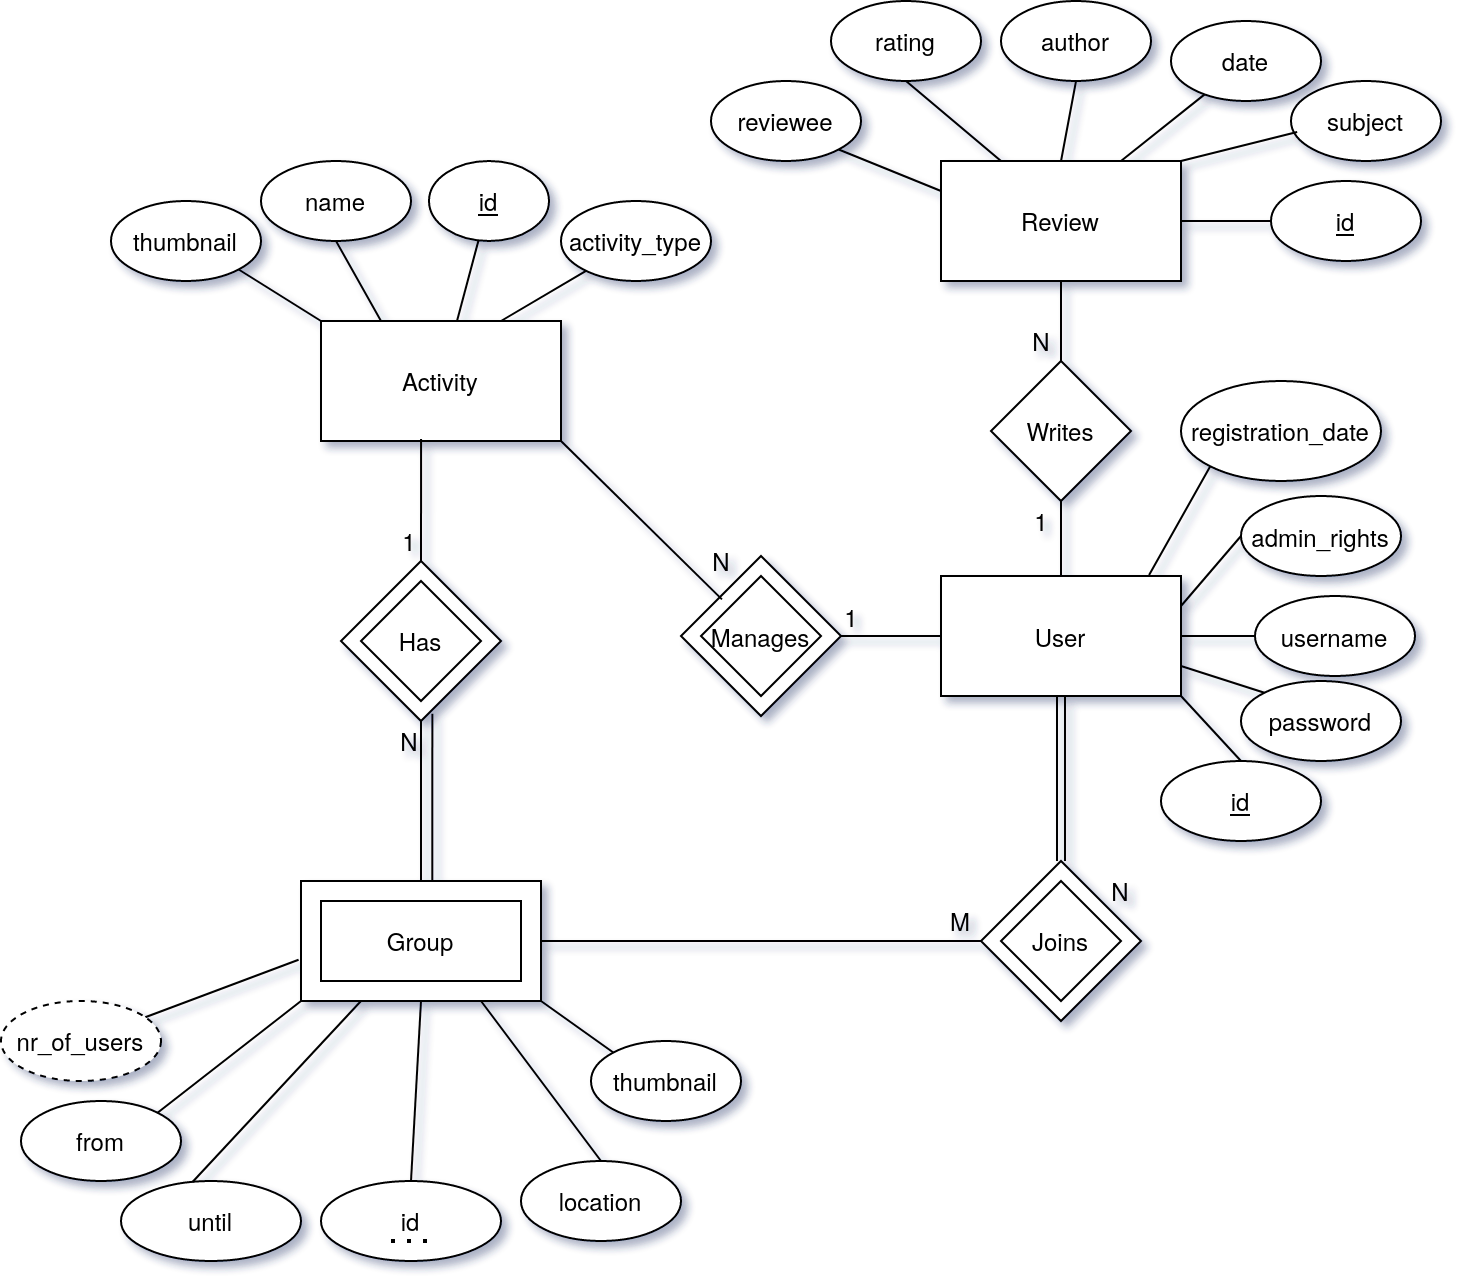 rating
author
date
reviewee
subject
Review
id
thumbnail
name
id
activity_type
Activity
N
Writes
1
registration_date
admin_rights
username
password
id
User
1
Has
N
N
Manages
1
M
N
Joins
Group
nr_of_users
from
until
id
location
thumbnail